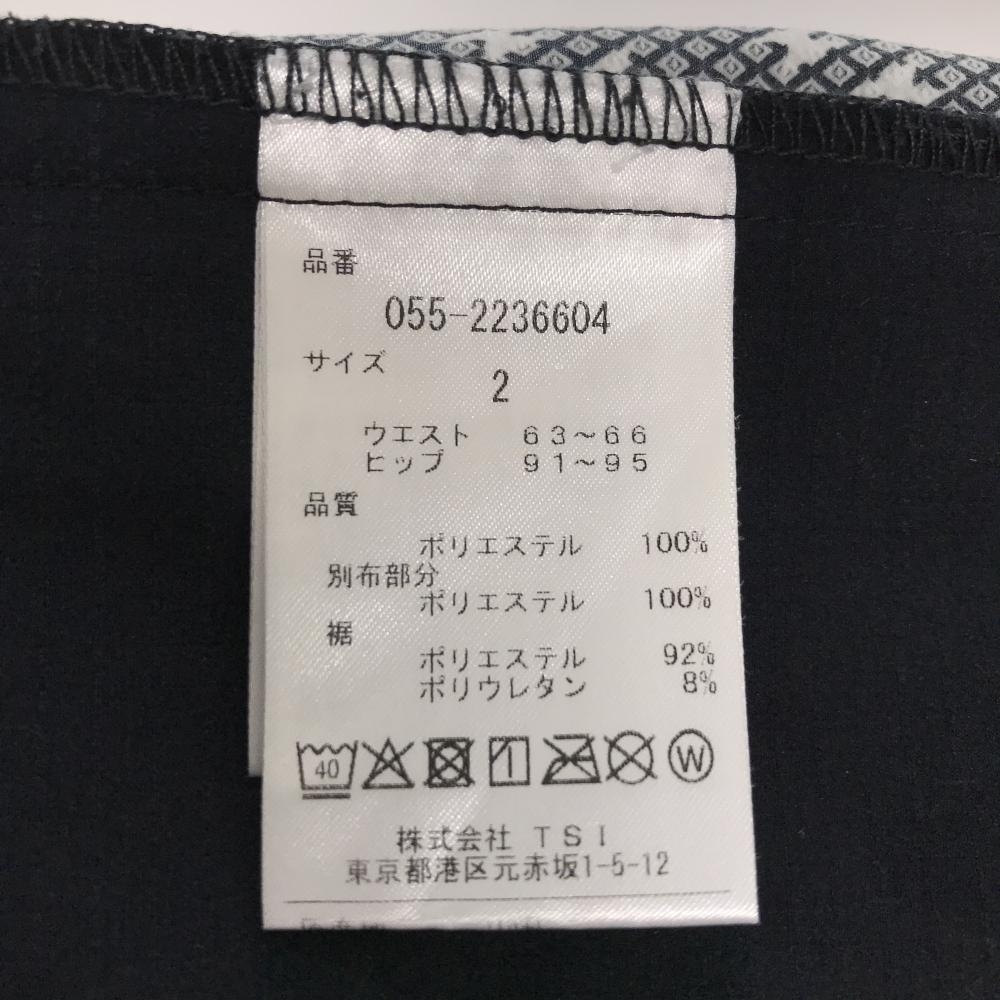 品番
055-2236604
サイズ
2
ウエスト 63～66
ヒップ 91～95
品質
ポリエステル 100%
別布部分
ポリエステル 100%
裾
ポリエステル 92%
ポリウレタン 8%
40
W
株式会社 TSI
東京都港区元赤坂1-5-12